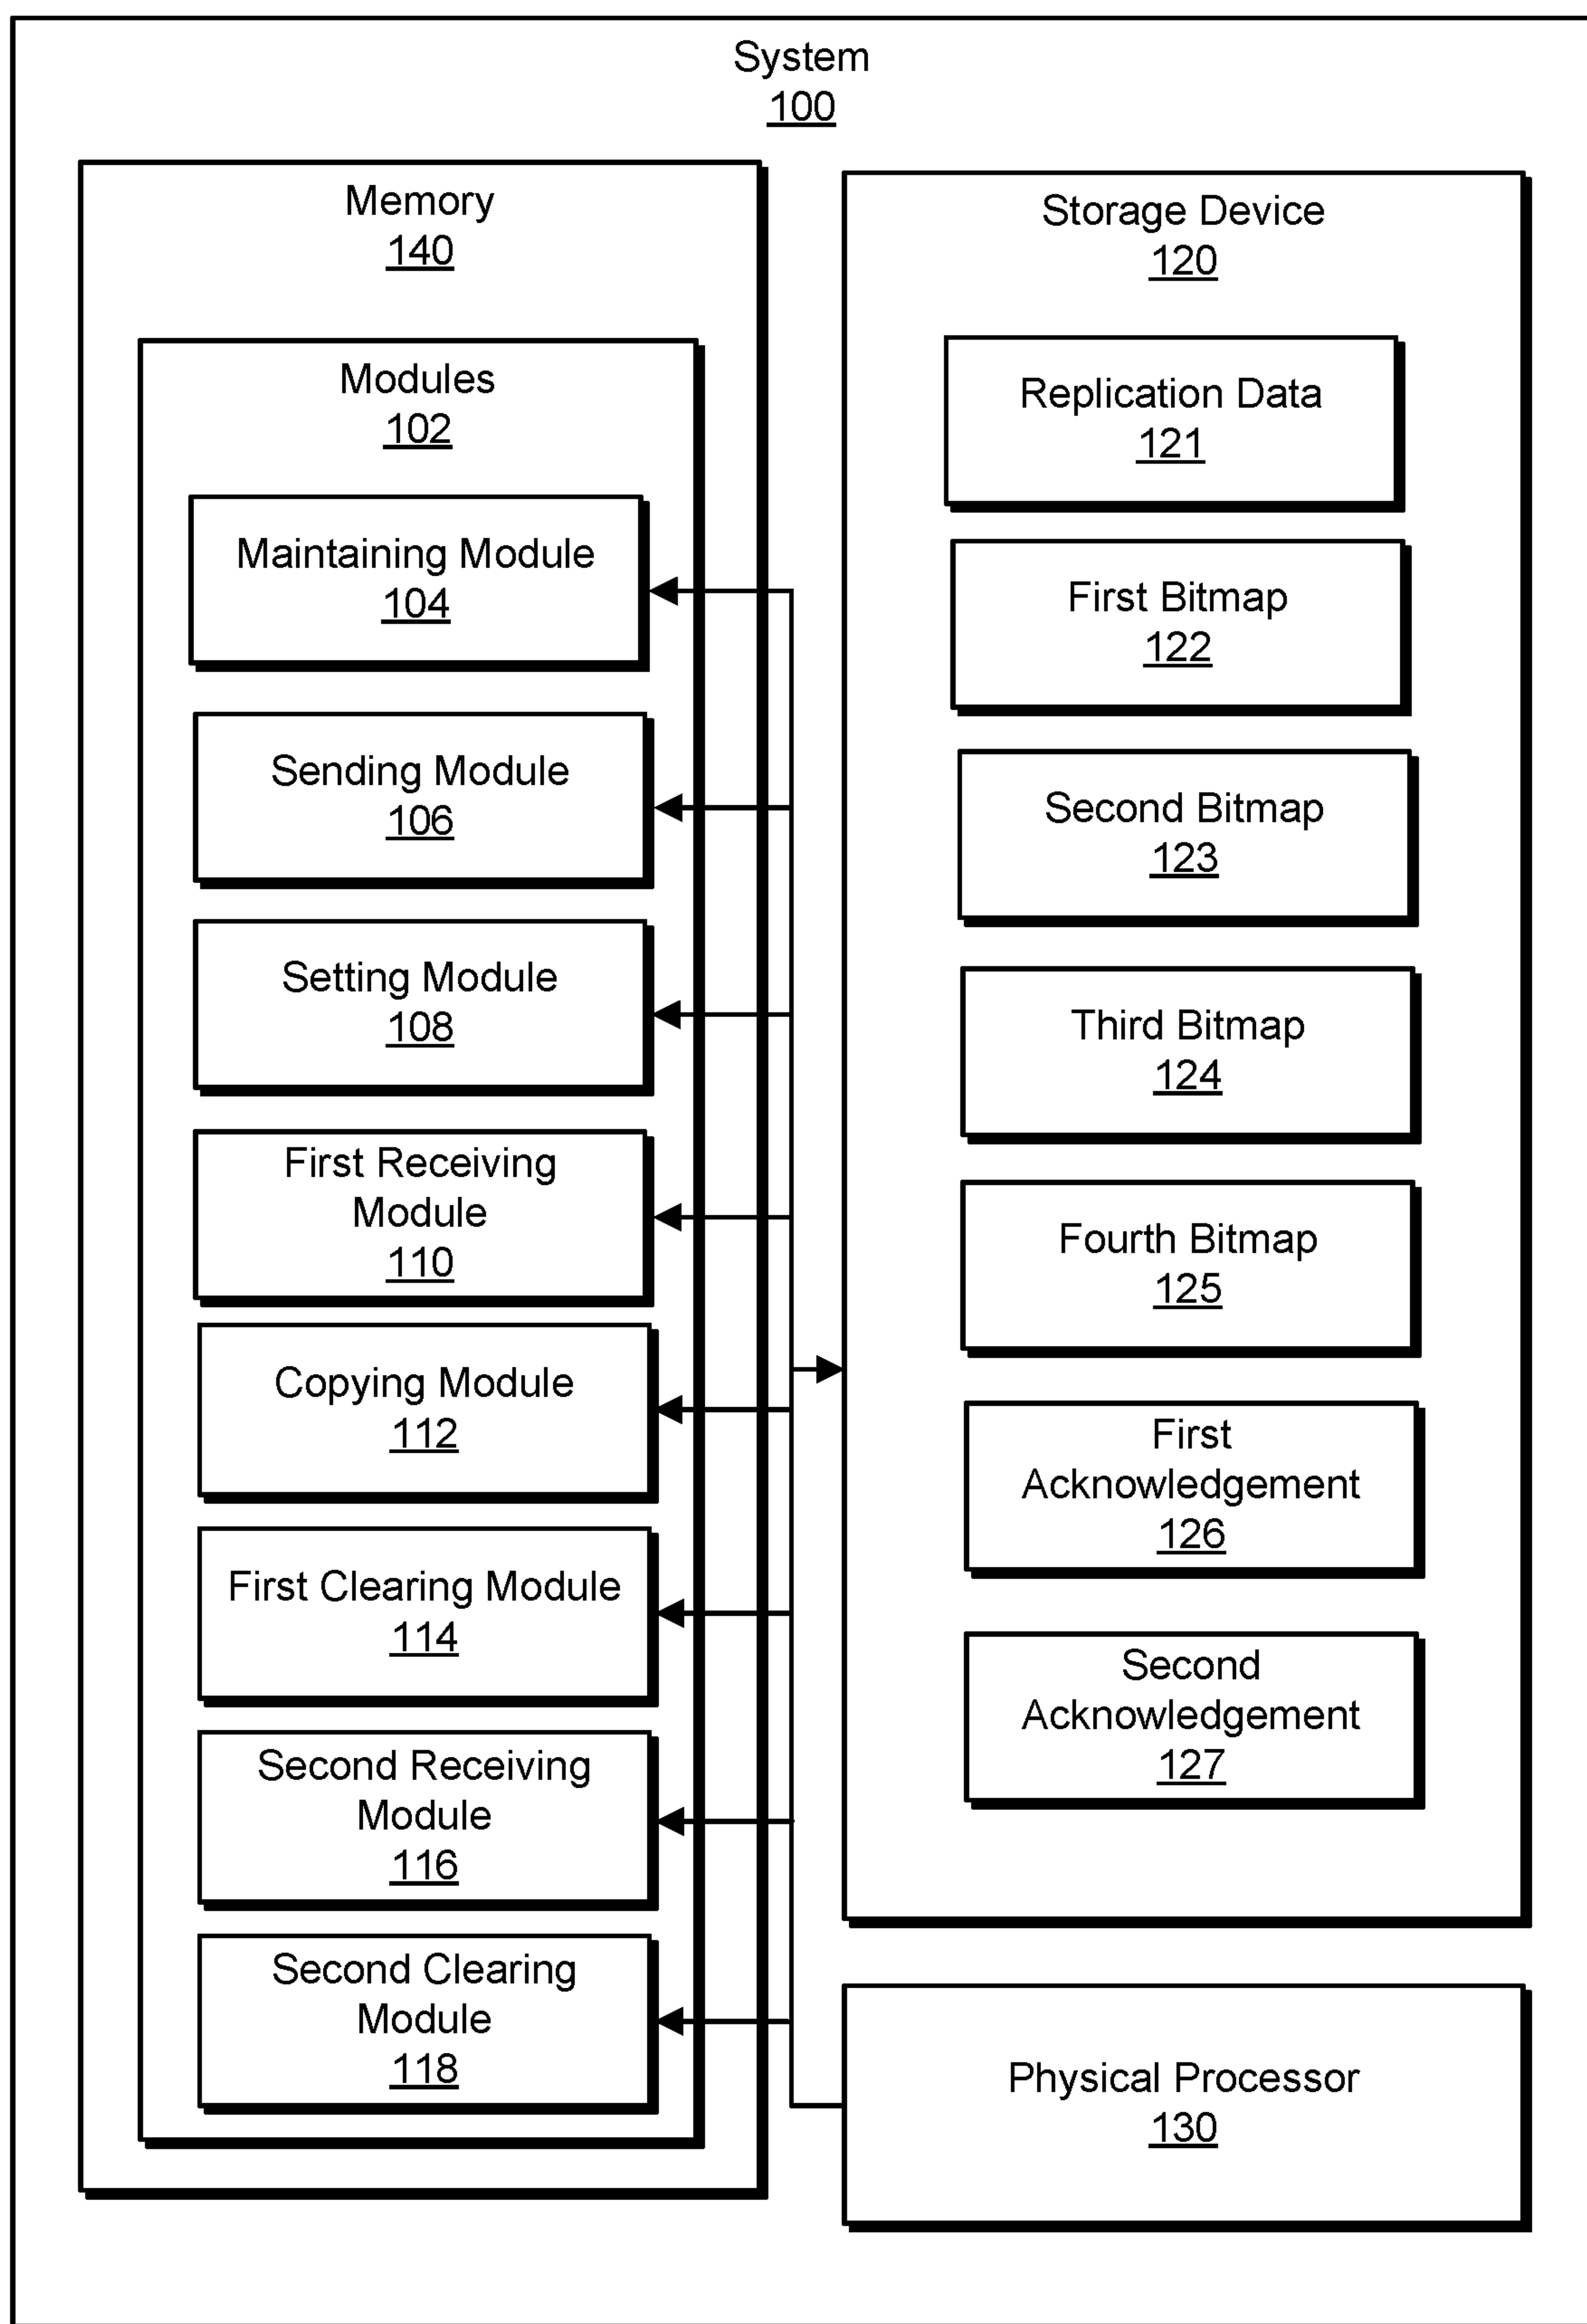 System
100
Memory
140
Modules
102
Maintaining Module
104
Sending Module
106
Setting Module
108
First Receiving
Module
110
Copying Module
112
First Clearing Module
114
Second Receiving
Module
116
Second Clearing
Module
118
Storage Device
120
Replication Data
121
First Bitmap
122
Second Bitmap
123
Third Bitmap
124
Fourth Bitmap
125
First
Acknowledgement
126
Second
Acknowledgement
127
Physical Processor
130